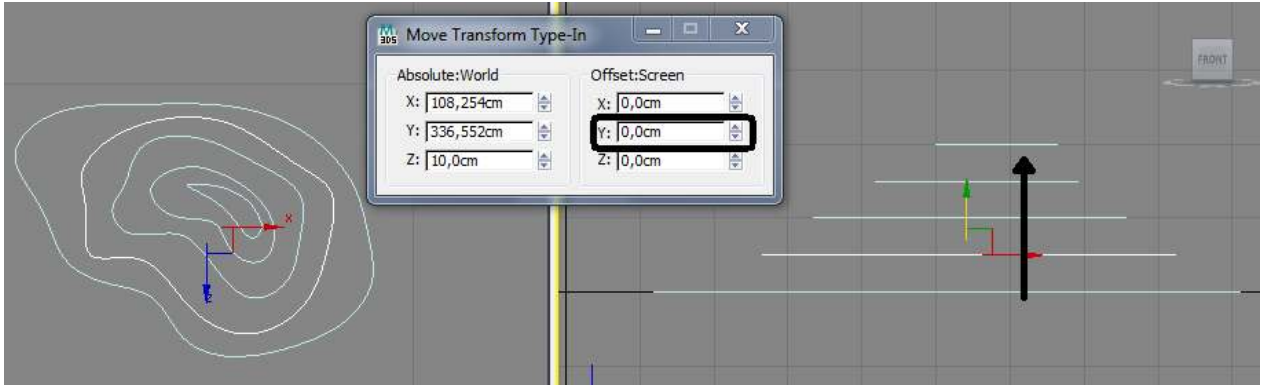 Move Transform Type-In
Absolute:World
X: 108,254cm
Y: 336,552cm
Z: 10,0cm
Offset:Screen
X: 0,0cm
Y: 0,0cm
Z: 0,0cm
FRONT
x
z